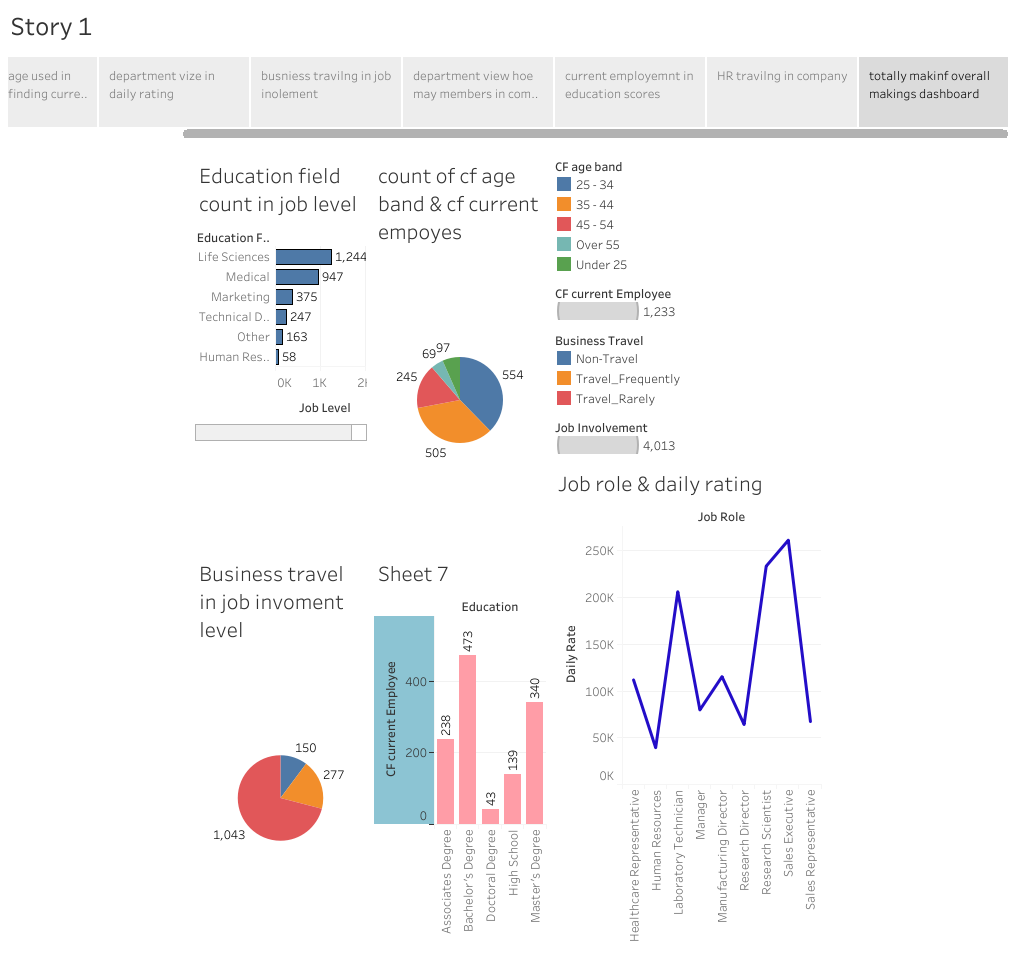 Story 1
age used in
finding curre..
department vize in
daily rating
busniess travilng in job
inolement
department view hoe
may members in com..
current employemnt in
education scores
HR travilng in company
totally makinf overall
makings dashboard
Education field
count in job level
Education F..
Life Sciences 1,244
Medical 947
Marketing 375
Technical D.. 247
Other 163
Human Res.. 58
0K 1K
Job Level
count of cf age
band & cf current
empoyes
554
505
245
69
97
CF age band
25 - 34
35 - 44
45 - 54
Over 55
Under 25
CF current Employee
1,233
Business Travel
Non-Travel
Travel_Frequently
Travel_Rarely
Job Involvement
4,013
Business travel
in job invoment
level
150
277
1,043
Sheet 7
Education
CF current Employee
400
200
0
238
473
43
139
340
Associates Degree
Bachelor's Degree
Doctoral Degree
High School
Master's Degree
Job role & daily rating
Job Role
Daily Rate
250K
200K
150K
100K
50K
0K
Healthcare Representative
Human Resources
Laboratory Technician
Manager
Manufacturing Director
Research Director
Research Scientist
Sales Executive
Sales Representative